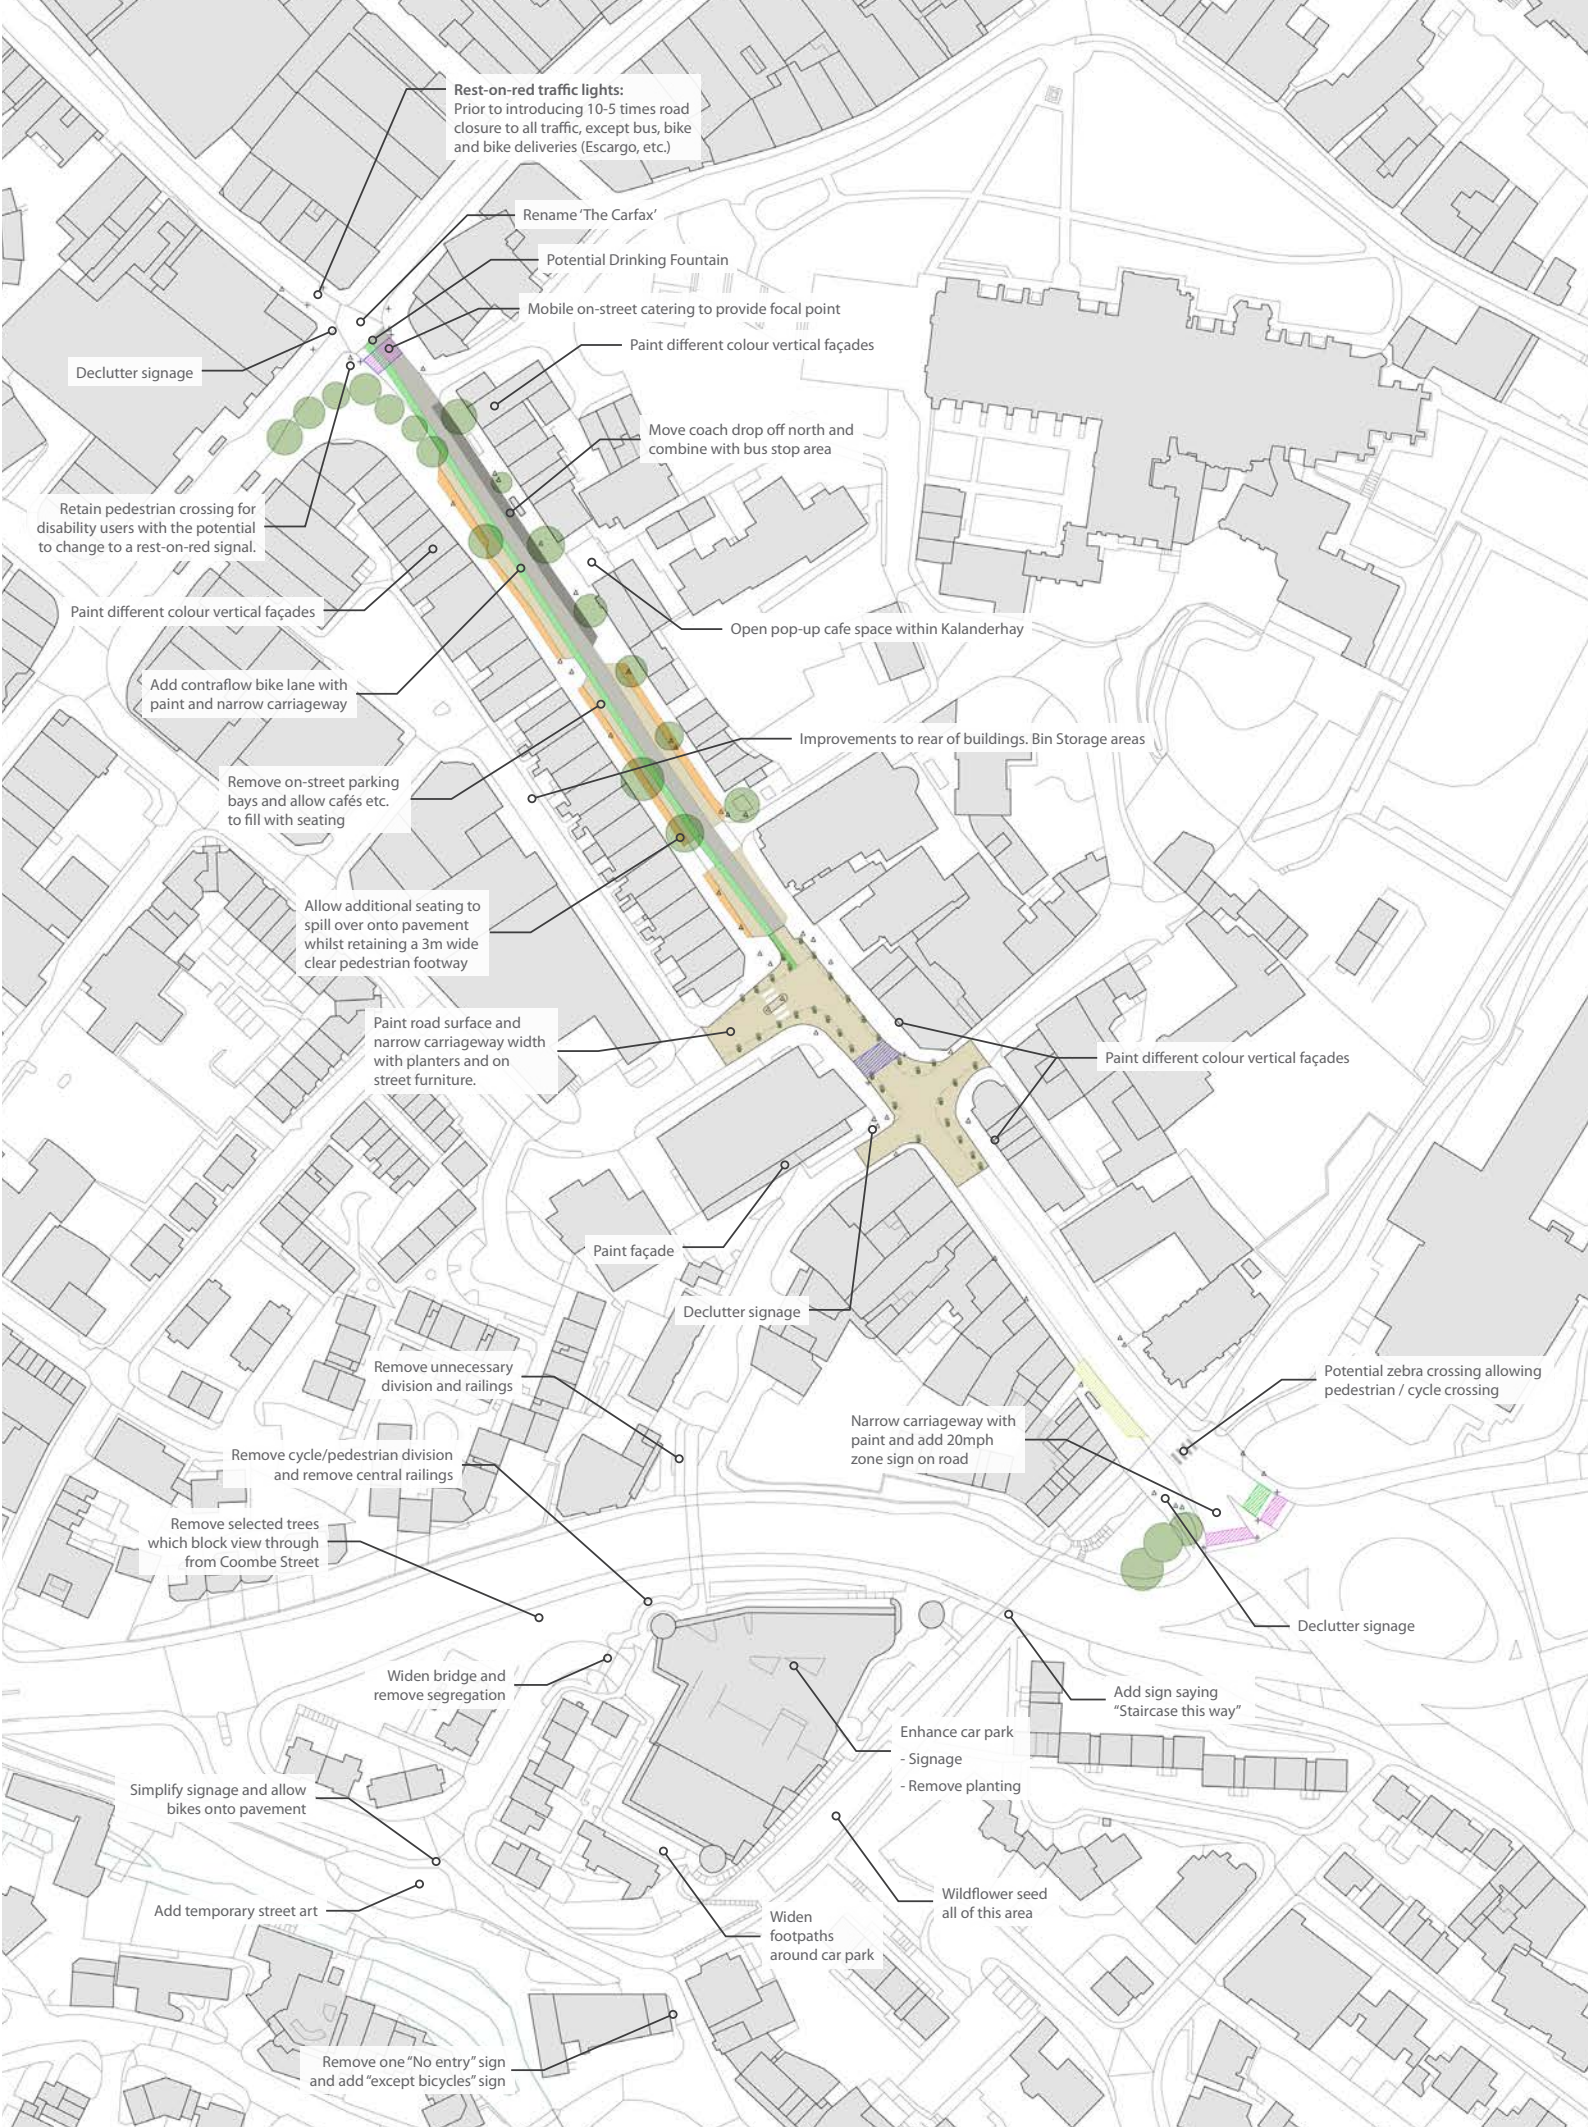 Rest-on-red traffic lights:
Prior to introducing 10-5 times road
closure to all traffic, except bus, bike
and bike deliveries (Escargo, etc.)
Rename ‘The Carfax’
Potential Drinking Fountain
Mobile on-street catering to provide focal point
Paint different colour vertical façades
Declutter signage
Move coach drop off north and
combine with bus stop area
Retain pedestrian crossing for
disability users with the potential
to change to a rest-on-red signal.
Paint different colour vertical façades
Open pop-up cafe space within Kalanderhay
Add contraflow bike lane with
paint and narrow carriageway
Improvements to rear of buildings. Bin Storage areas
Remove on-street parking
bays and allow cafés etc.
to fill with seating
Allow additional seating to
spill over onto pavement
whilst retaining a 3m wide
clear pedestrian footway
Paint road surface and
narrow carriageway width
with planters and on
street furniture.
Paint different colour vertical façades
Paint façade
Declutter signage
Remove unnecessary
division and railings
Potential zebra crossing allowing
pedestrian / cycle crossing
Narrow carriageway with
paint and add 20mph
zone sign on road
Remove cycle/pedestrian division
and remove central railings
Remove selected trees
which block view through
from Coombe Street
Declutter signage
Widen bridge and
remove segregation
Add sign saying
“Staircase this way”
Enhance car park
- Signage
- Remove planting
Simplify signage and allow
bikes onto pavement
Wildflower seed
all of this area
Add temporary street art
Widen
footpaths
around car park
Remove one “No entry” sign
and add “except bicycles” sign